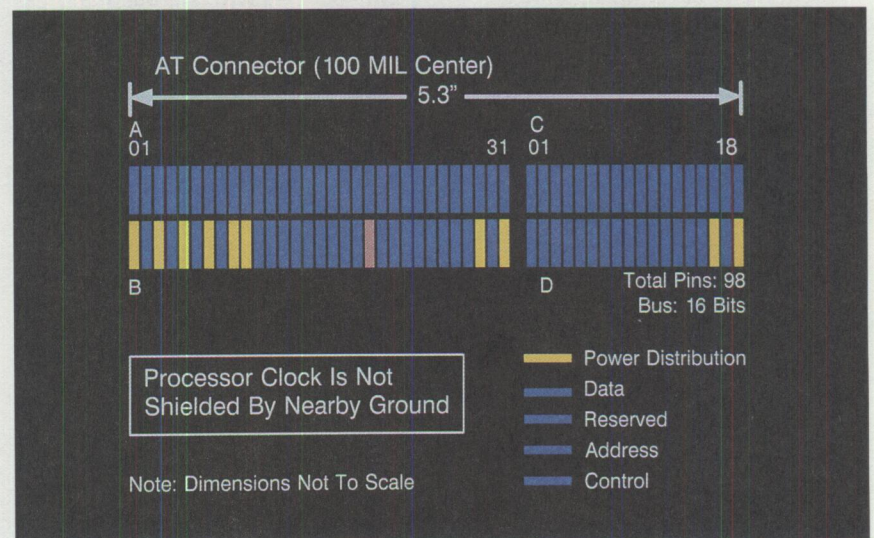 AT Connector (100 MIL Center)
5.3"
A
01
31
C
01
18
B
D
Total Pins: 98
Bus: 16 Bits
Processor Clock Is Not
Shielded By Nearby Ground
Power Distribution
Data
Reserved
Address
Control
Note: Dimensions Not To Scale